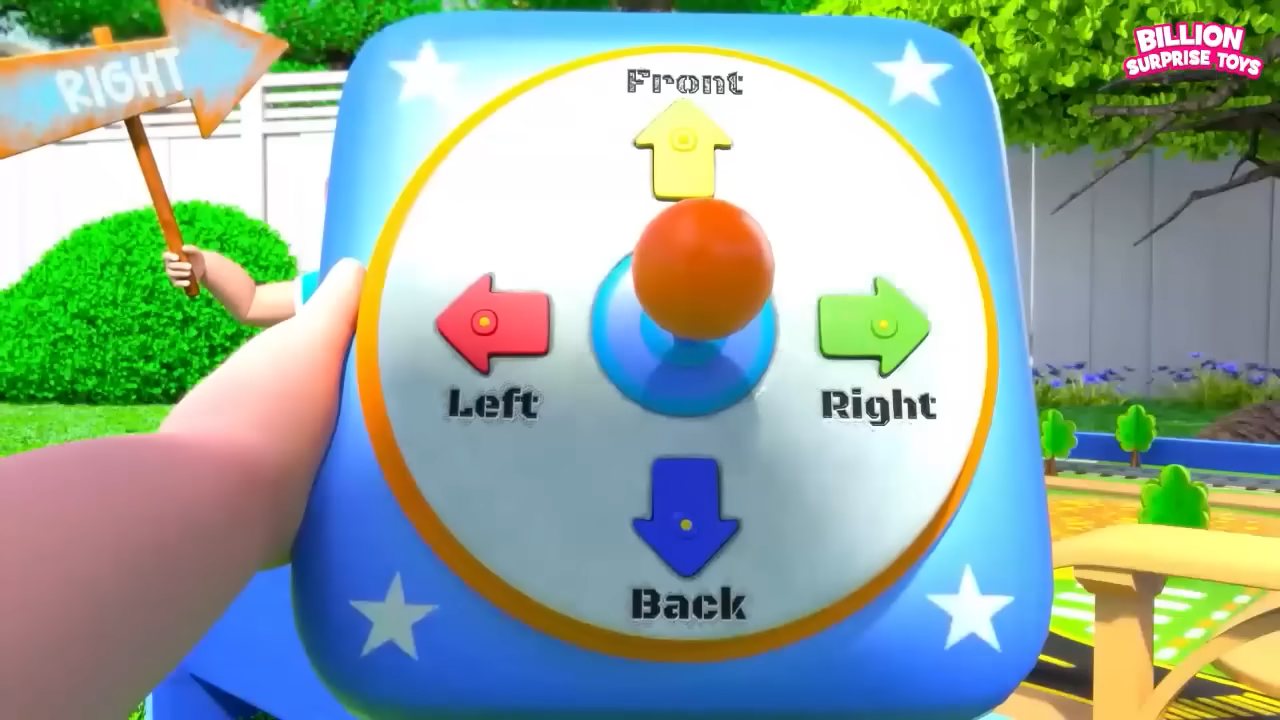 RIGHT
BILLION
SURPRISE TOYS
Front
Left
Right
Back